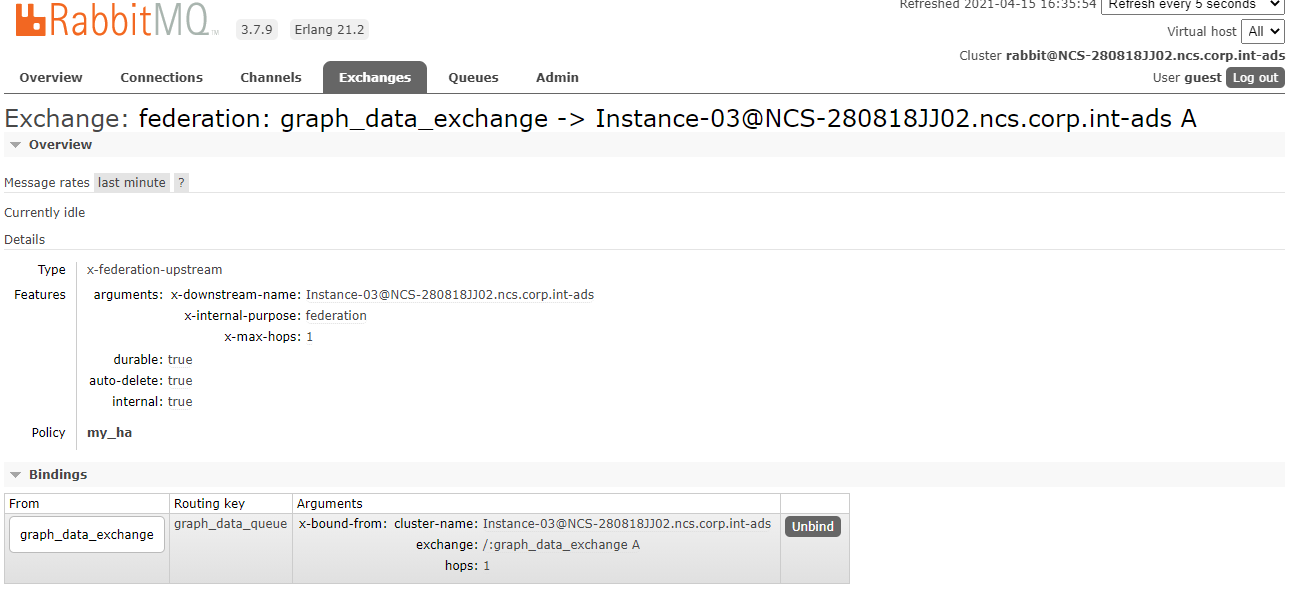 Refreshed 2021-04-15 16:35:54 Refresh every 5 seconds
RabbitMQ TM 3.7.9 Erlang 21.2
Virtual host All
Cluster rabbit@NCS-280818JJ02.ncs.corp.int-ads
Overview Connections Channels Exchanges Queues Admin User guest Log out
Exchange: federation: graph_data_exchange -> Instance-03@NCS-280818JJ02.ncs.corp.int-ads A
Overview
Message rates last minute ?
Currently idle
Details
Type x-federation-upstream
Features arguments: x-downstream-name: Instance-03@NCS-280818JJ02.ncs.corp.int-ads
x-internal-purpose: federation
x-max-hops: 1
durable: true
auto-delete: true
internal: true
Policy my_ha
Bindings
From Routing key Arguments
graph_data_exchange graph_data_queue x-bound-from: cluster-name: Instance-03@NCS-280818JJ02.ncs.corp.int-ads Unbind
exchange: /:graph_data_exchange A
hops: 1